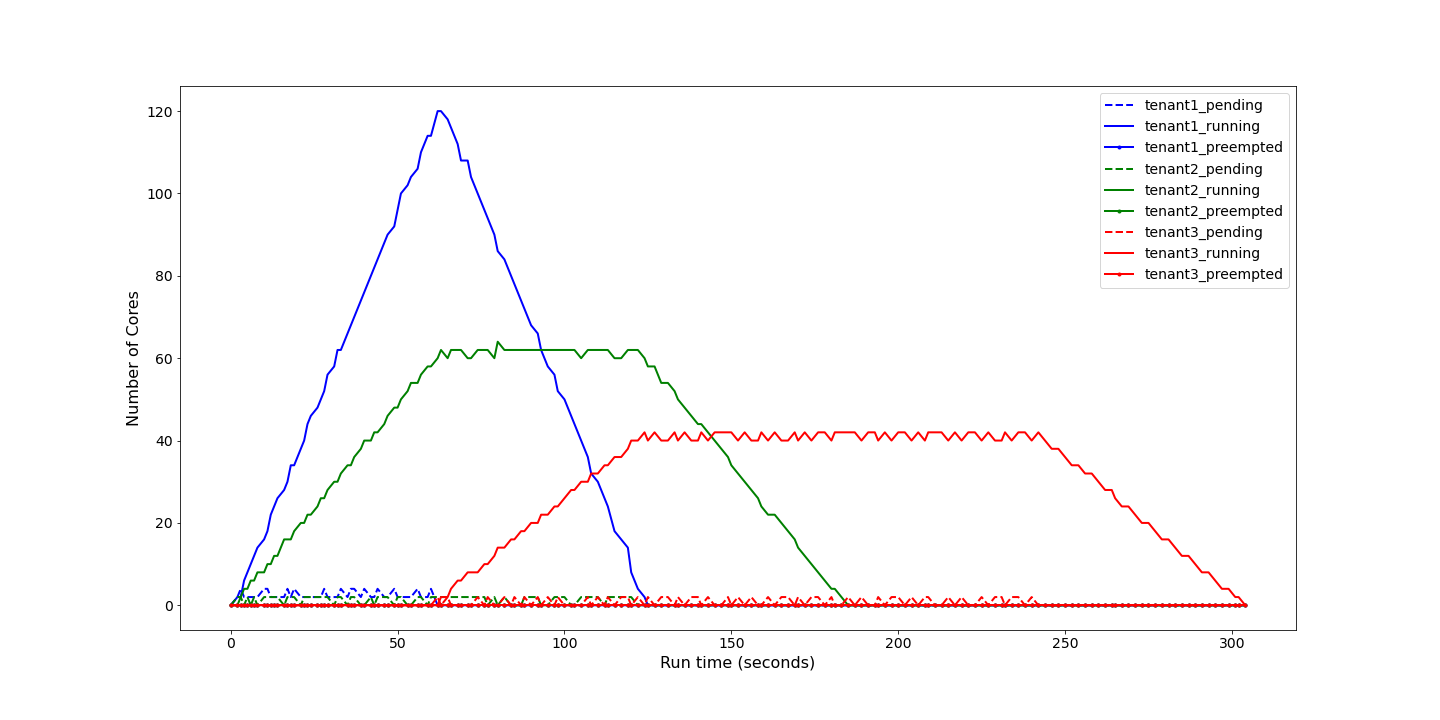 tenant1_pending
tenant1_running
tenant1_preempted
tenant2_pending
tenant2_running
tenant2_preempted
tenant3_pending
tenant3_running
tenant3_preempted
Number of Cores
120
100
80
60
40
20
0
0 50 100 150 200 250 300
Run time (seconds)